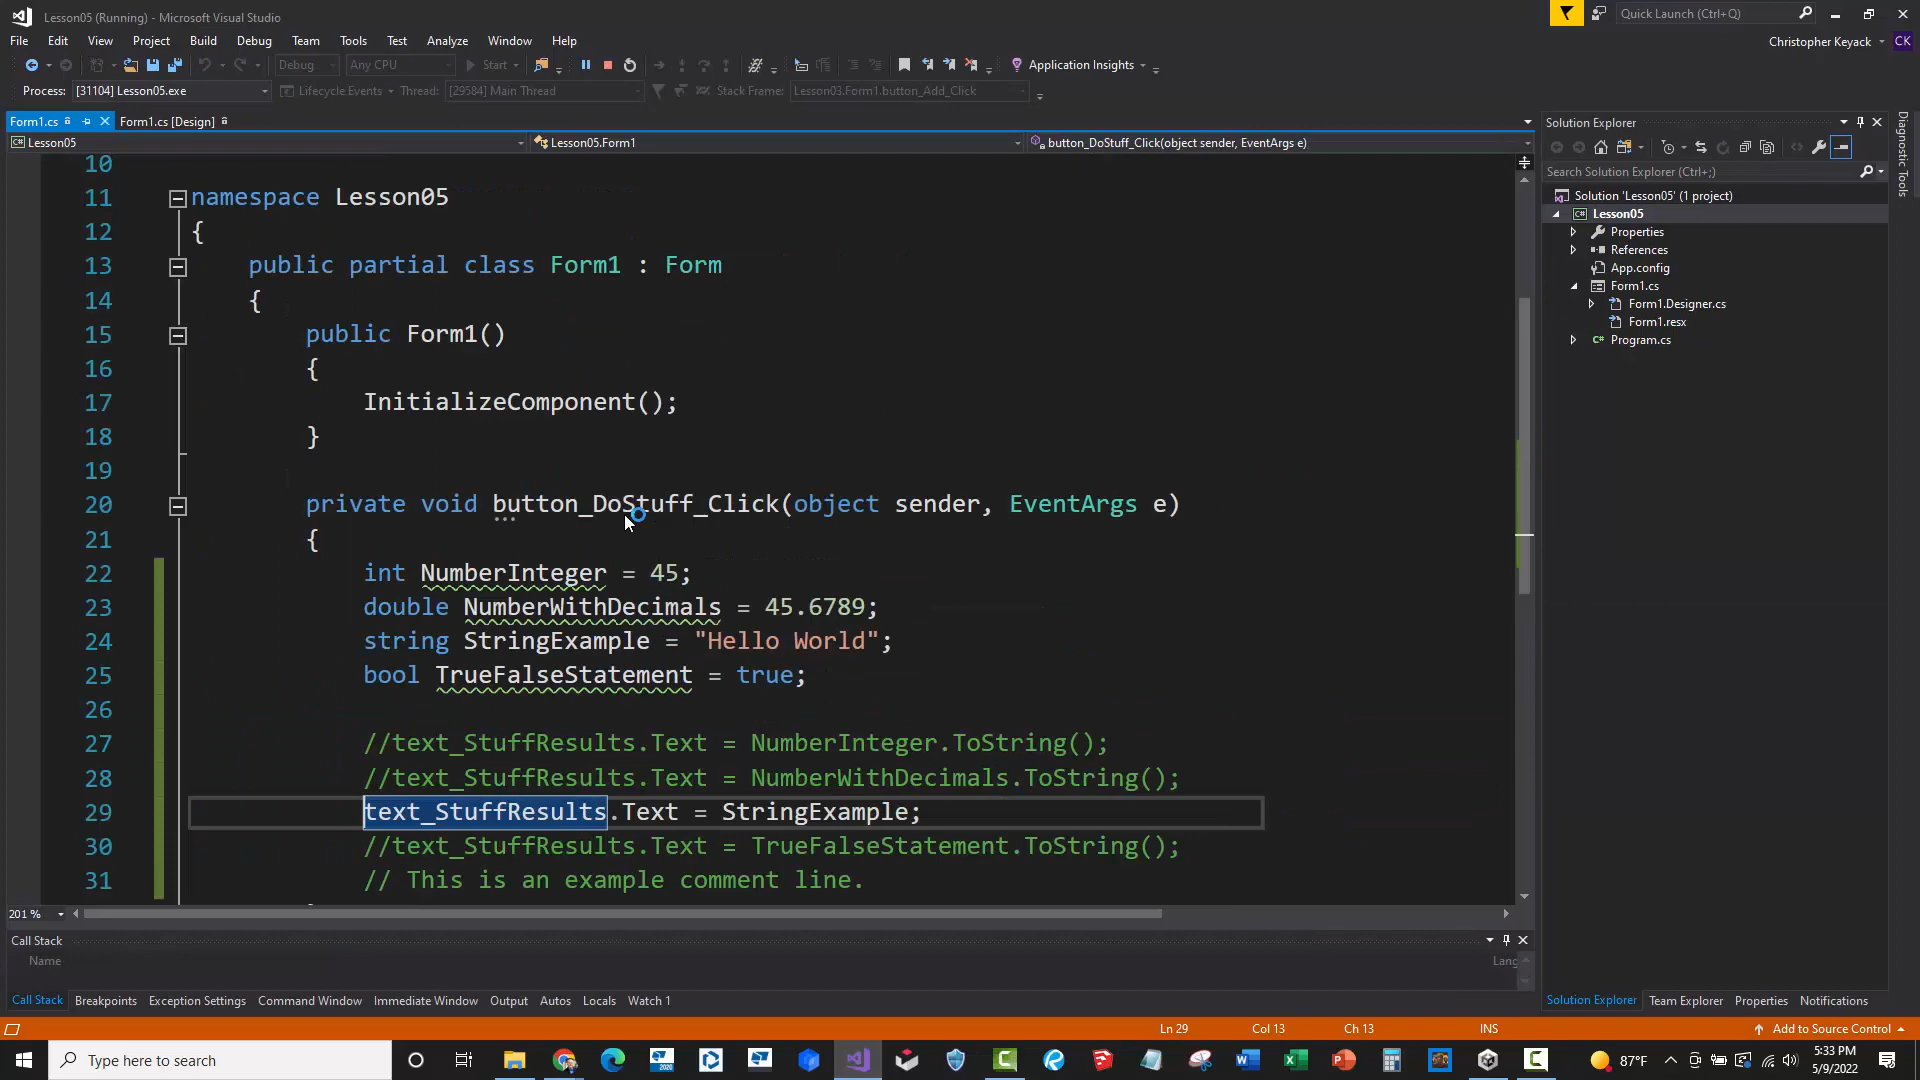 Lesson05 (Running) - Microsoft Visual Studio
Quick Launch (Ctrl+Q)
File Edit View Project Build Debug Team Tools Test Analyze Window Help
Christopher Keyack CK
Debug Any CPU Start Application Insights
Process: [31104] Lesson05.exe Lifecycle Events Thread: [29584] Main Thread Stack Frame: Lesson03.Form1.button_Add_Click
Form1.cs Form1.cs [Design]
Lesson05 Lesson05.Form1 button_DoStuff_Click(object sender, EventArgs e)
10
11 namespace Lesson05
12 {
13 public partial class Form1 : Form
14 {
15 public Form1()
16 {
17 InitializeComponent();
18 }
19
20 private void button_DoStuff_Click(object sender, EventArgs e)
21 {
22 int NumberInteger = 45;
23 double NumberWithDecimals = 45.6789;
24 string StringExample = "Hello World";
25 bool TrueFalseStatement = true;
26
27 //text_StuffResults.Text = NumberInteger.ToString();
28 //text_StuffResults.Text = NumberWithDecimals.ToString();
29 text_StuffResults.Text = StringExample;
30 //text_StuffResults.Text = TrueFalseStatement.ToString();
31 // This is an example comment line.
201 %
Call Stack
Name Lang
Call Stack Breakpoints Exception Settings Command Window Immediate Window Output Autos Locals Watch 1
Solution Explorer
Search Solution Explorer (Ctrl+;)
Solution 'Lesson05' (1 project)
Lesson05
Properties
References
App.config
Form1.cs
Form1.Designer.cs
Form1.resx
Program.cs
Diagnostic Tools
Solution Explorer Team Explorer Properties Notifications
Ln 29 Col 13 Ch 13 INS Add to Source Control
Type here to search
87°F
5:33 PM
5/9/2022